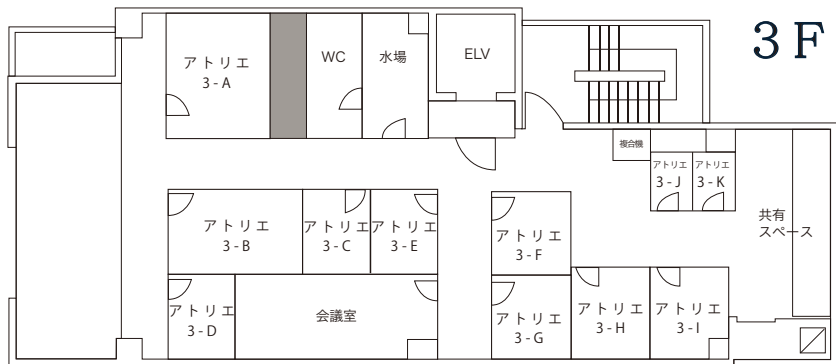 3F
アトリエ
3-A
WC
水場
ELV
複合機
アトリエ
3-J
アトリエ
3-K
共有
スペース
アトリエ
3-B
アトリエ
3-C
アトリエ
3-E
アトリエ
3-F
アトリエ
3-D
会議室
アトリエ
3-G
アトリエ
3-H
アトリエ
3-I